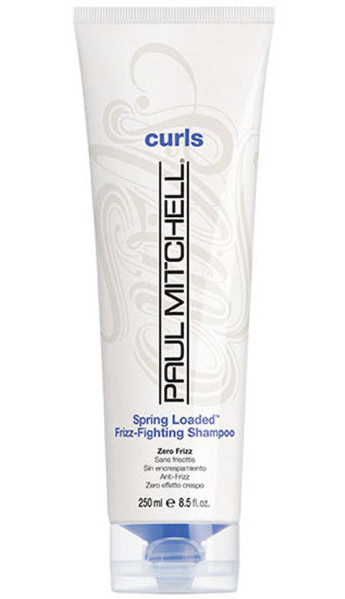 curls
PAUL MITCHELL®
Spring Loaded™
Frizz-Fighting Shampoo
Zero Frizz
Sans frisottis
Sin encrespamiento
Anti-Frizz
Zero effetto crespo
250 ml ℮ 8.5 fl. oz.